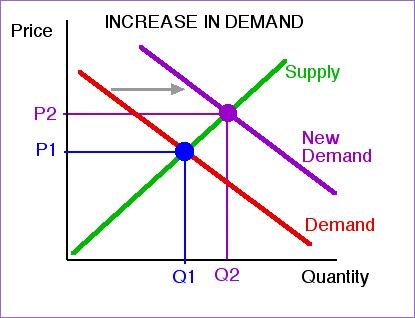 INCREASE IN DEMAND
Price
Supply
P2
New
Demand
P1
Demand
Q1
Q2
Quantity